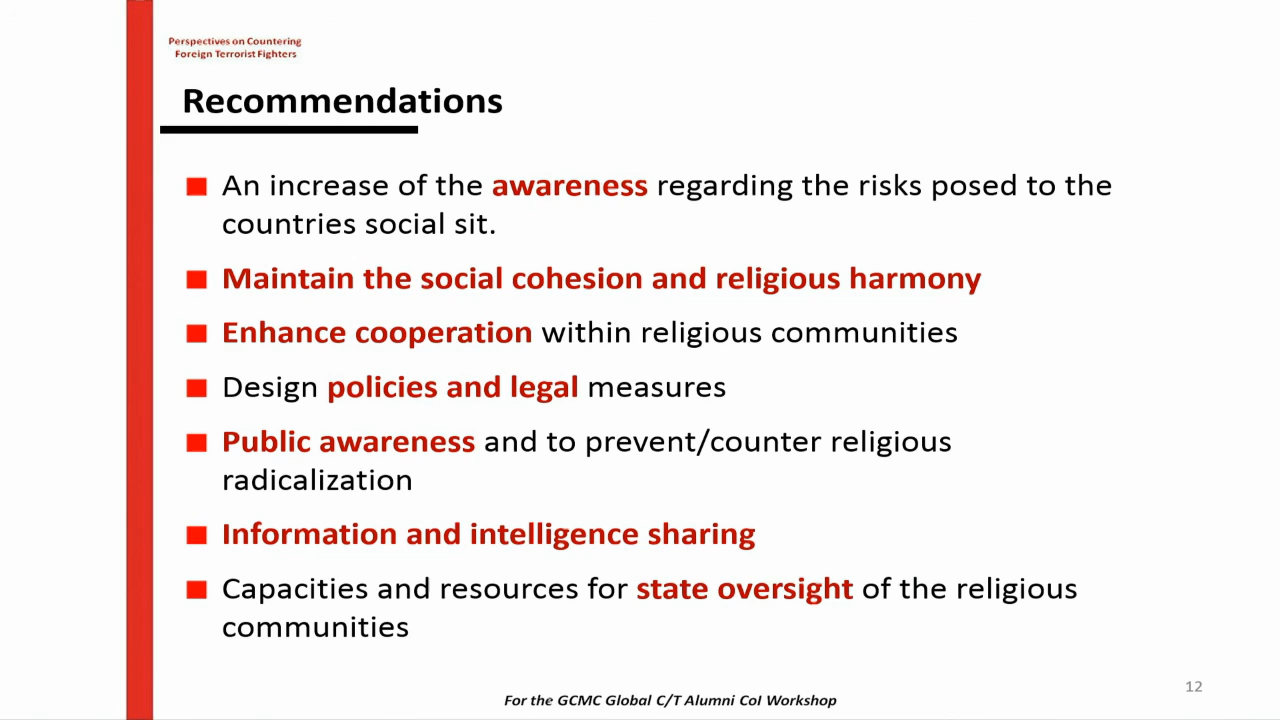 Perspectives on Countering
Foreign Terrorist Fighters
Recommendations
An increase of the awareness regarding the risks posed to the
countries social sit.
Maintain the social cohesion and religious harmony
Enhance cooperation within religious communities
Design policies and legal measures
Public awareness and to prevent/counter religious
radicalization
Information and intelligence sharing
Capacities and resources for state oversight of the religious
communities
For the GCMC Global C/T Alumni CoI Workshop
12